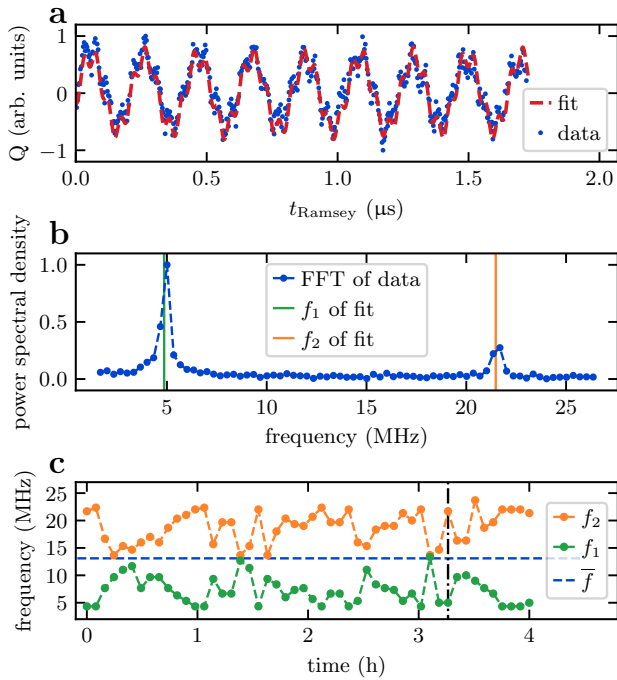 a
Q (arb. units)
1
0
−1
fit
data
0.0 0.5 1.0 1.5 2.0
t_Ramsey (μs)
b
power spectral density
1.0
0.5
0.0
FFT of data
f₁ of fit
f₂ of fit
5 10 15 20 25
frequency (MHz)
c
frequency (MHz)
25
20
15
10
5
f₂
f₁
f̅
0 1 2 3 4
time (h)